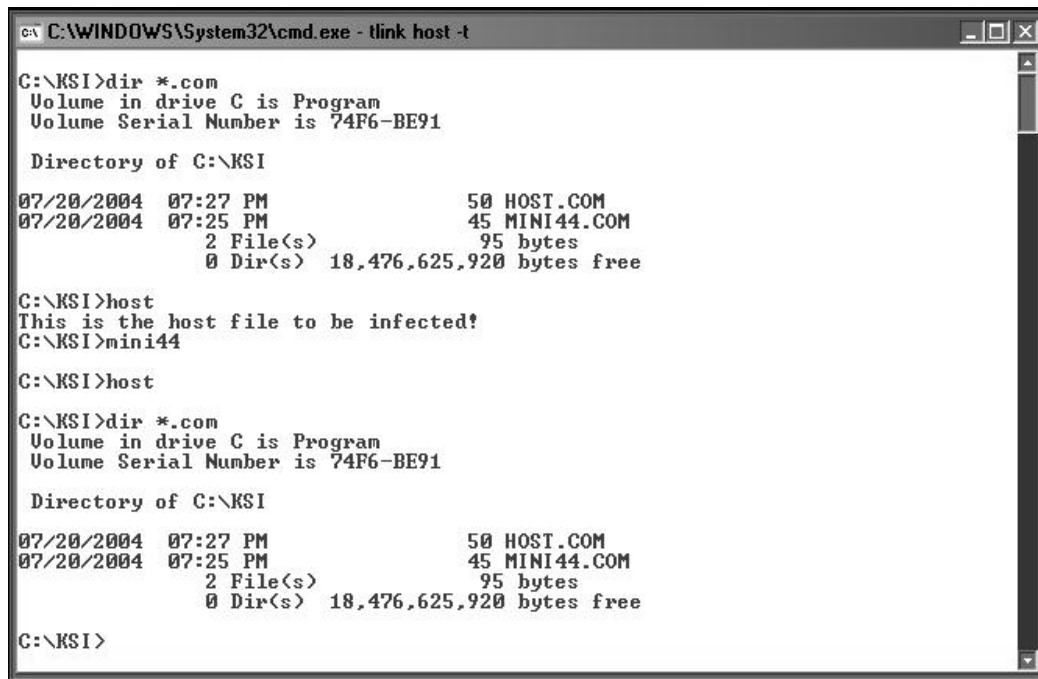 C:\WINDOWS\System32\cmd.exe - tlink host -t
C:\KSI>dir *.com
Volume in drive C is Program
Volume Serial Number is 74F6-BE91
Directory of C:\KSI
07/20/2004 07:27 PM 50 HOST.COM
07/20/2004 07:25 PM 45 MINI44.COM
2 File(s) 95 bytes
0 Dir(s) 18,476,625,920 bytes free
C:\KSI>host
This is the host file to be infected!
C:\KSI>mini44
C:\KSI>host
C:\KSI>dir *.com
Volume in drive C is Program
Volume Serial Number is 74F6-BE91
Directory of C:\KSI
07/20/2004 07:27 PM 50 HOST.COM
07/20/2004 07:25 PM 45 MINI44.COM
2 File(s) 95 bytes
0 Dir(s) 18,476,625,920 bytes free
C:\KSI>